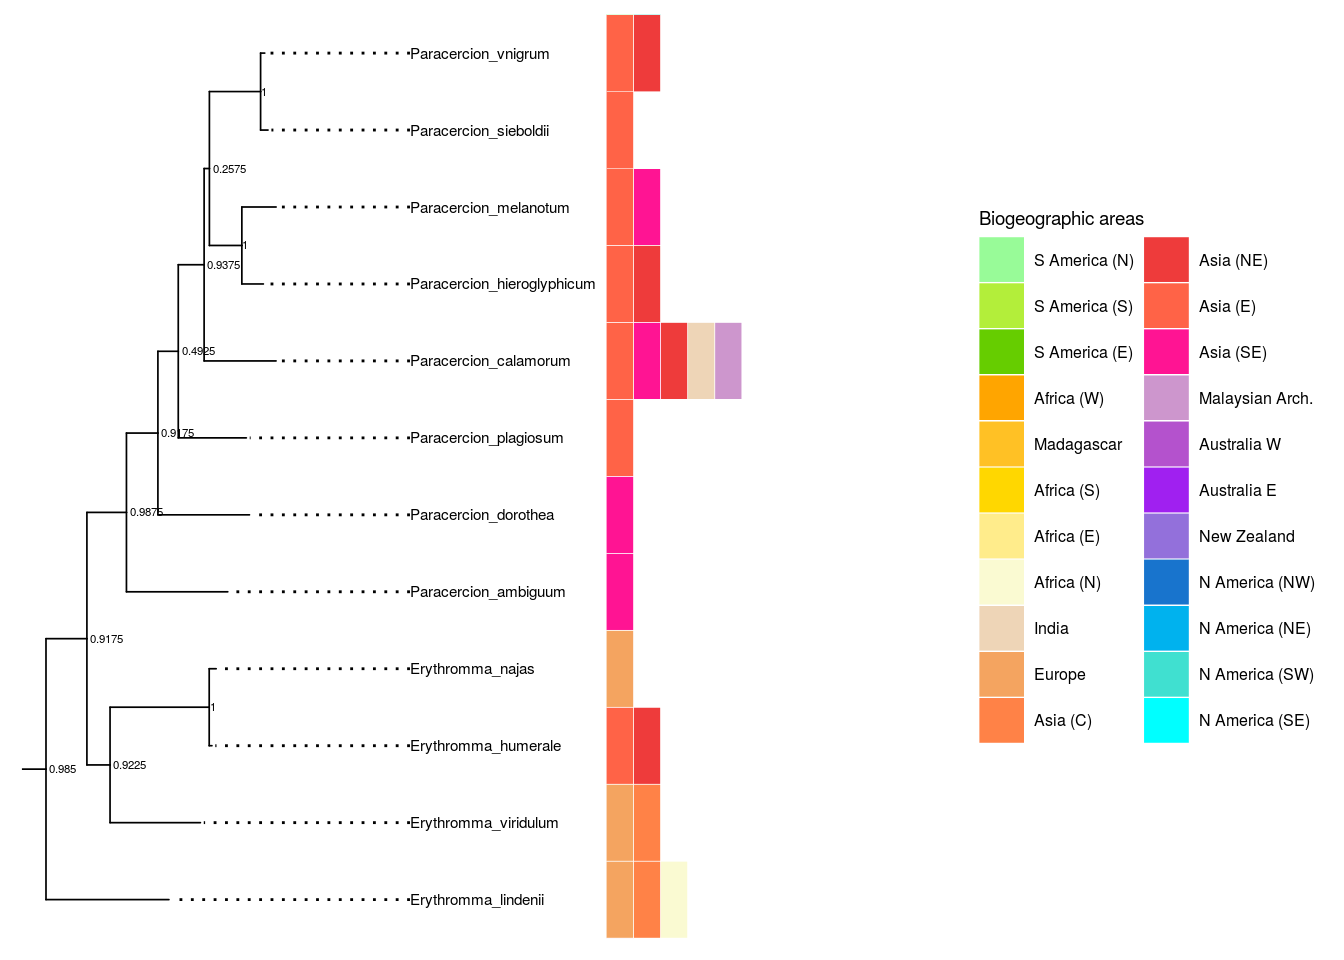 Paracercion_vnigrum
1
Paracercion_sieboldii
0.2575
Paracercion_melanotum
1
0.9375
Paracercion_hieroglyphicum
0.4925
Paracercion_calamorum
0.9175
Paracercion_plagiosum
0.9875
Paracercion_dorothea
Paracercion_ambiguum
0.9175
Erythromma_najas
1
Erythromma_humerale
0.985
0.9225
Erythromma_viridulum
Erythromma_lindenii
Biogeographic areas
S America (N)
S America (S)
S America (E)
Africa (W)
Madagascar
Africa (S)
Africa (E)
Africa (N)
India
Europe
Asia (C)
Asia (NE)
Asia (E)
Asia (SE)
Malaysian Arch.
Australia W
Australia E
New Zealand
N America (NW)
N America (NE)
N America (SW)
N America (SE)